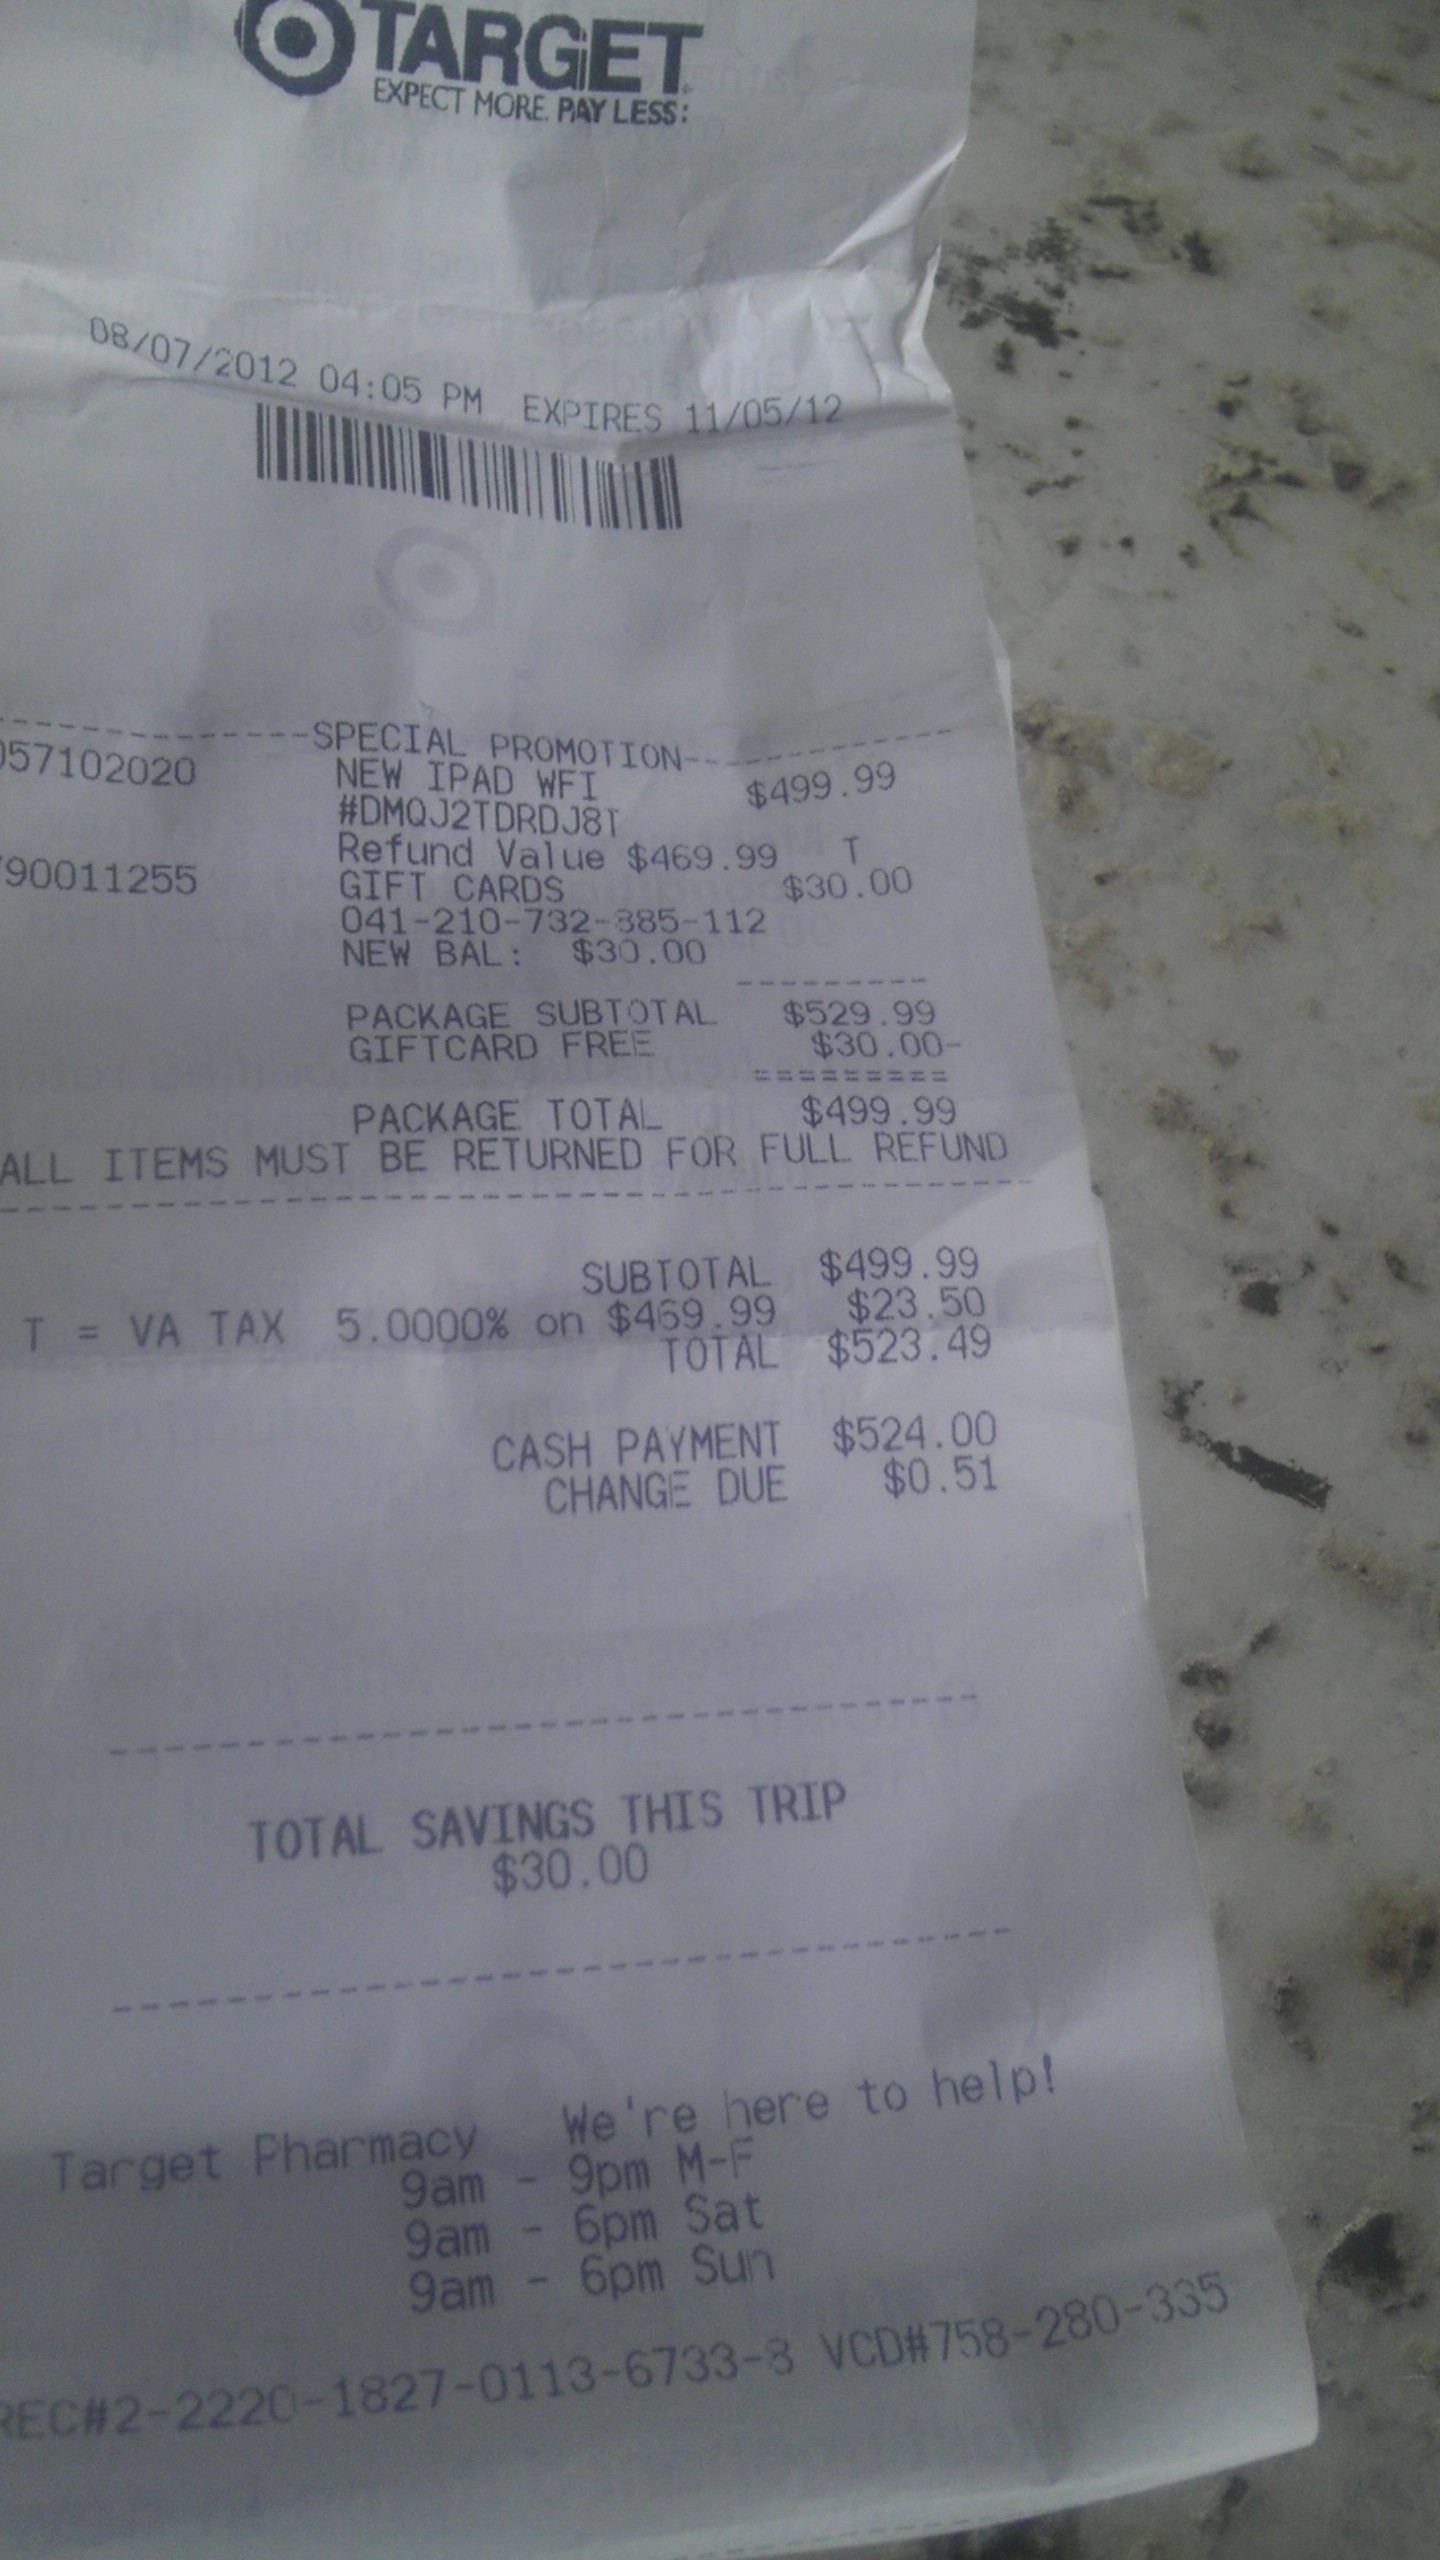 TARGET
EXPECT MORE. PAY LESS.
08/07/2012 04:05 PM EXPIRES 11/05/12
SPECIAL PROMOTION
057102020 NEW IPAD WFI $499.99
#DMQJ2TDRDJ8T
Refund Value $469.99 T
790011255 GIFT CARDS $30.00
041-210-732-385-112
NEW BAL: $30.00
PACKAGE SUBTOTAL $529.99
GIFTCARD FREE $30.00-
PACKAGE TOTAL $499.99
ALL ITEMS MUST BE RETURNED FOR FULL REFUND
SUBTOTAL $499.99
T = VA TAX 5.0000% on $469.99 $23.50
TOTAL $523.49
CASH PAYMENT $524.00
CHANGE DUE $0.51
TOTAL SAVINGS THIS TRIP
$30.00
Target Pharmacy We're here to help!
9am - 9pm M-F
9am - 6pm Sat
9am - 6pm Sun
REC#2-2220-1827-0113-6733-3 VCD#758-280-335